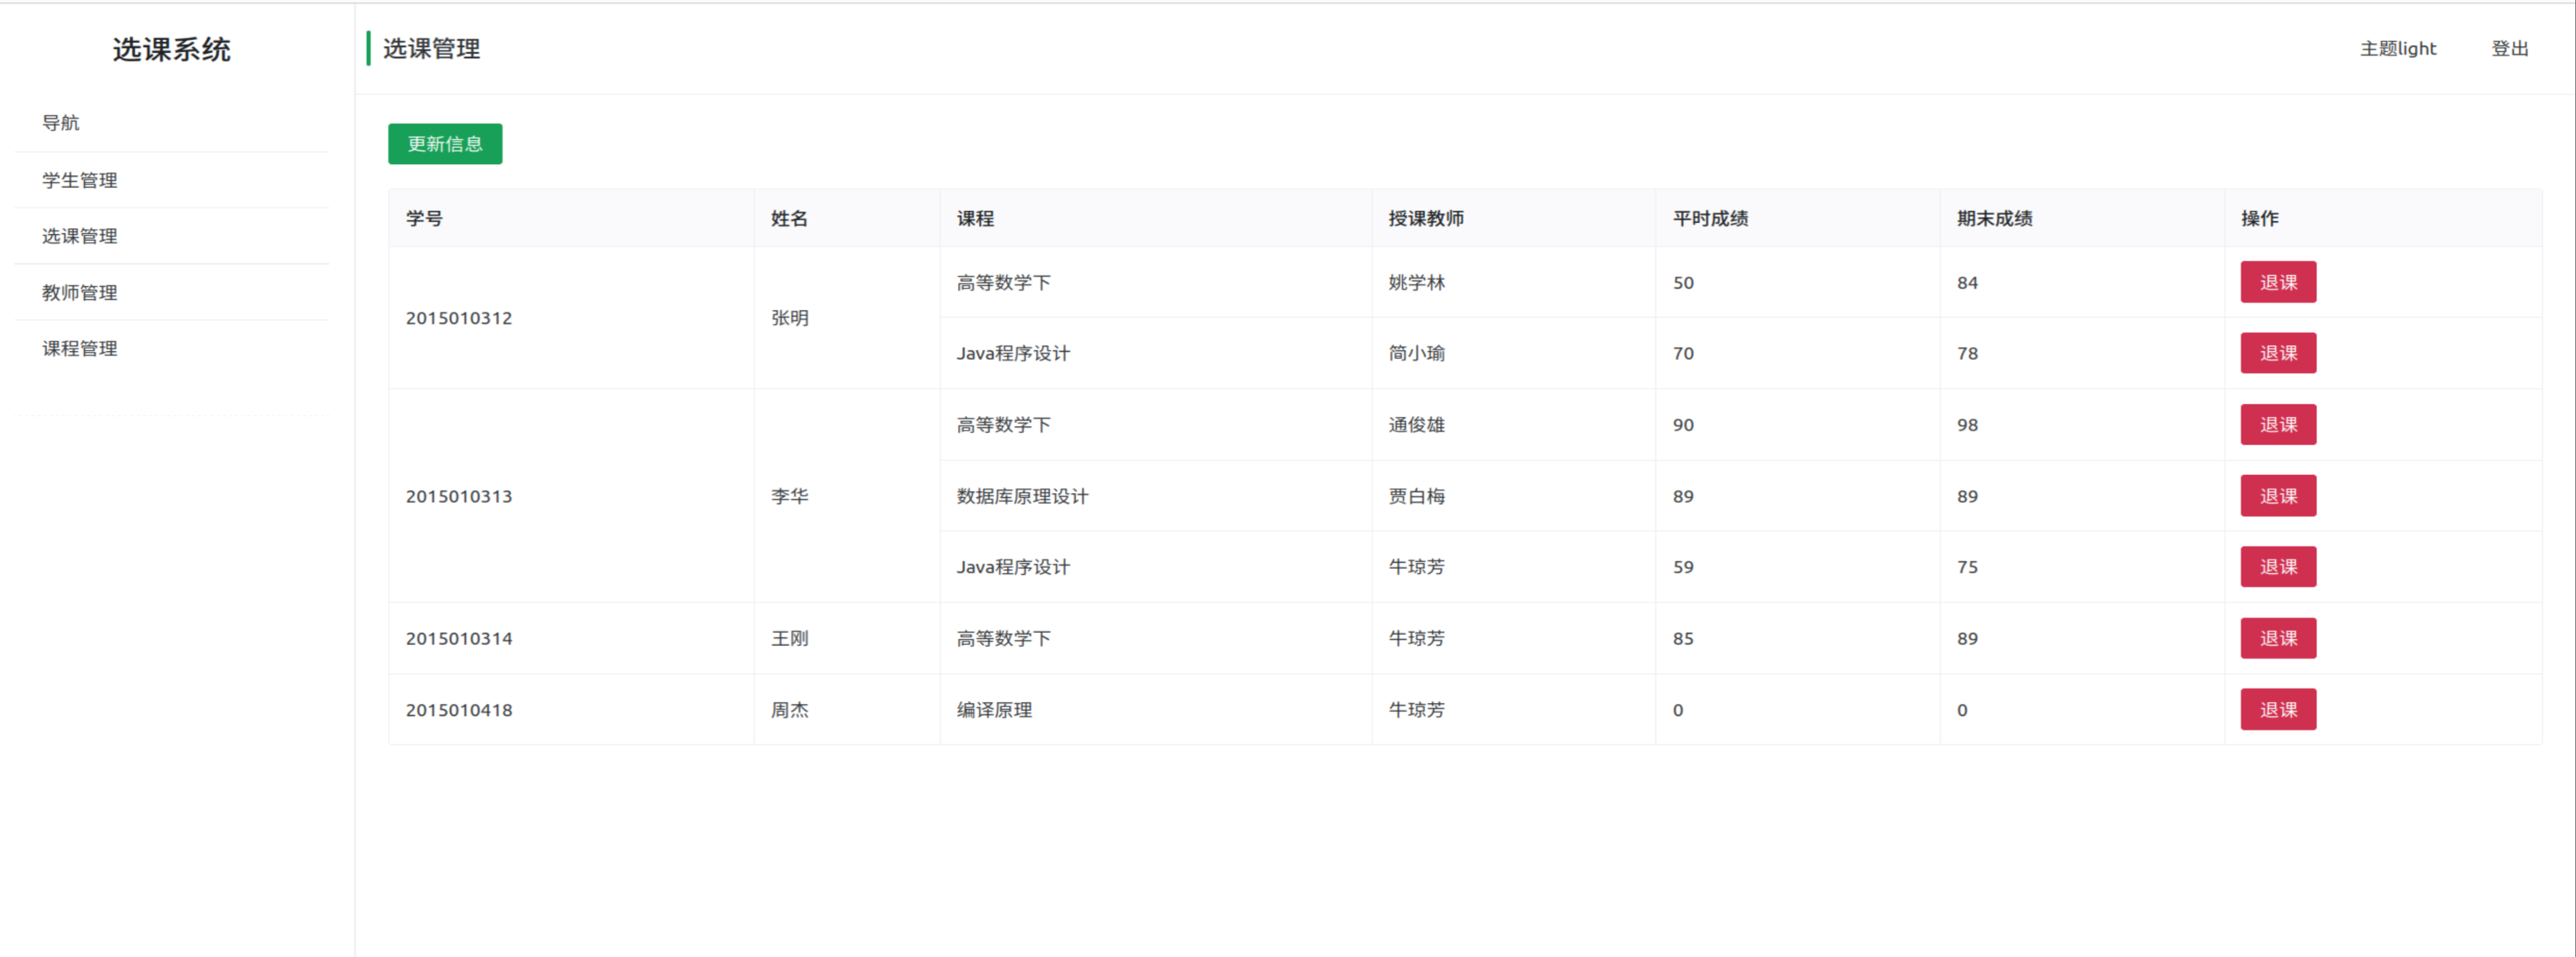 选课系统
导航
学生管理
选课管理
教师管理
课程管理
选课管理
主题light 登出
更新信息
学号 姓名 课程 授课教师 平时成绩 期末成绩 操作
2015010312 张明 高等数学下 姚学林 50 84 退课
Java程序设计 简小瑜 70 78 退课
2015010313 李华 高等数学下 通俊雄 90 98 退课
数据库原理设计 贾白梅 89 89 退课
Java程序设计 牛琼芳 59 75 退课
2015010314 王刚 高等数学下 牛琼芳 85 89 退课
2015010418 周杰 编译原理 牛琼芳 0 0 退课